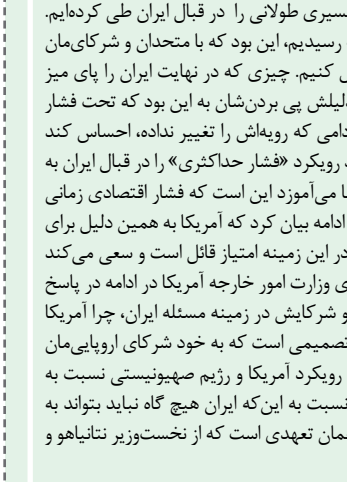 مسیری طولانی را در قبال ایران طی کرده‌ایم.
رسیدیم، این بود که با متحدان و شرکای‌مان
کنیم. چیزی که در نهایت ایران را پای میز
دلیلش پی بردن‌شان به این بود که تحت فشار
دامی که رویه‌اش را تغییر نداده، احساس کند
رویکرد «فشار حداکثری» را در قبال ایران به
ما می‌آموزد این است که فشار اقتصادی زمانی
ادامه بیان کرد که آمریکا به همین دلیل برای
در این زمینه امتیاز قائل است و سعی می‌کند
ی وزارت امور خارجه آمریکا در ادامه در پاسخ
و شرکایش در زمینه مسئله ایران، چرا آمریکا
تصمیمی است که به خود شرکای اروپایی‌مان
رویکرد آمریکا و رژیم صهیونیستی نسبت به
نسبت به این‌که ایران هیچ گاه نباید بتواند به
همان تعهدی است که از نخست‌وزیر نتانیاهو و